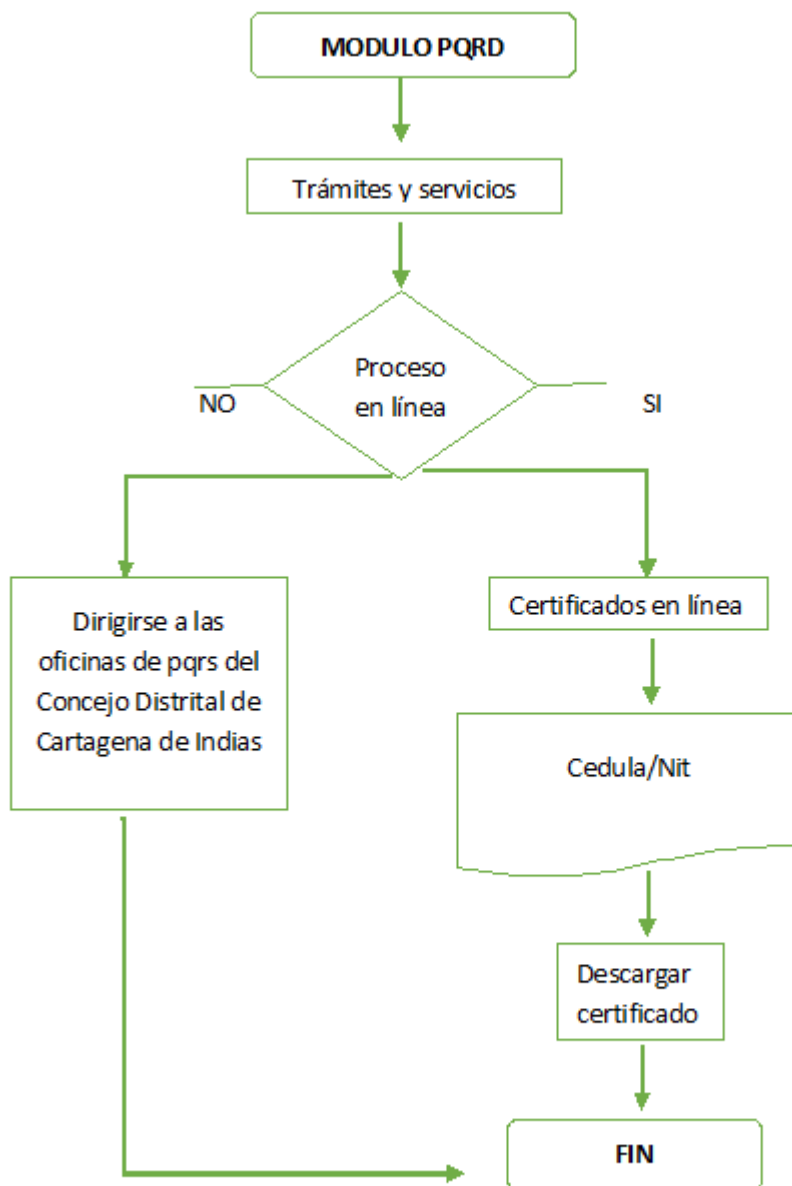 MODULO PQRD
Trámites y servicios
Proceso
en línea
NO
SI
Dirigirse a las
oficinas de pqrs del
Concejo Distrital de
Cartagena de Indias
Certificados en línea
Cedula/Nit
Descargar
certificado
FIN